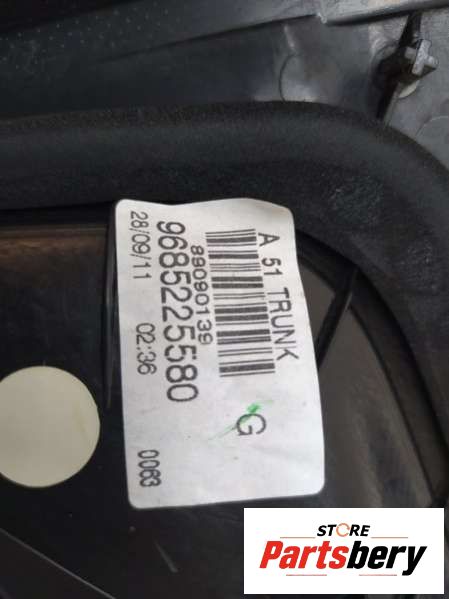 A 51 TRUNK
G
89090139
9685225580
28/09/11 02:36 0063
STORE
Partsbery